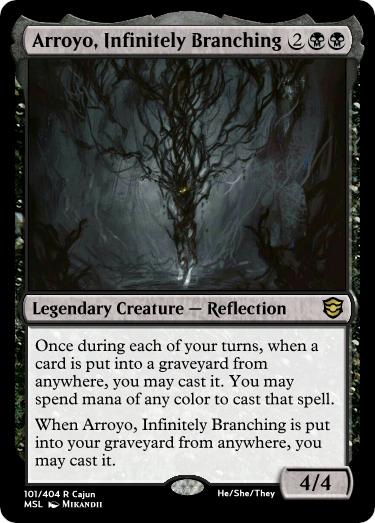 Arroyo, Infinitely Branching 2
Legendary Creature — Reflection
Once during each of your turns, when a
card is put into a graveyard from
anywhere, you may cast it. You may
spend mana of any color to cast that spell.
When Arroyo, Infinitely Branching is put
into your graveyard from anywhere, you
may cast it.
4/4
101/404 R Cajun
He/She/They
MSL Mikandii